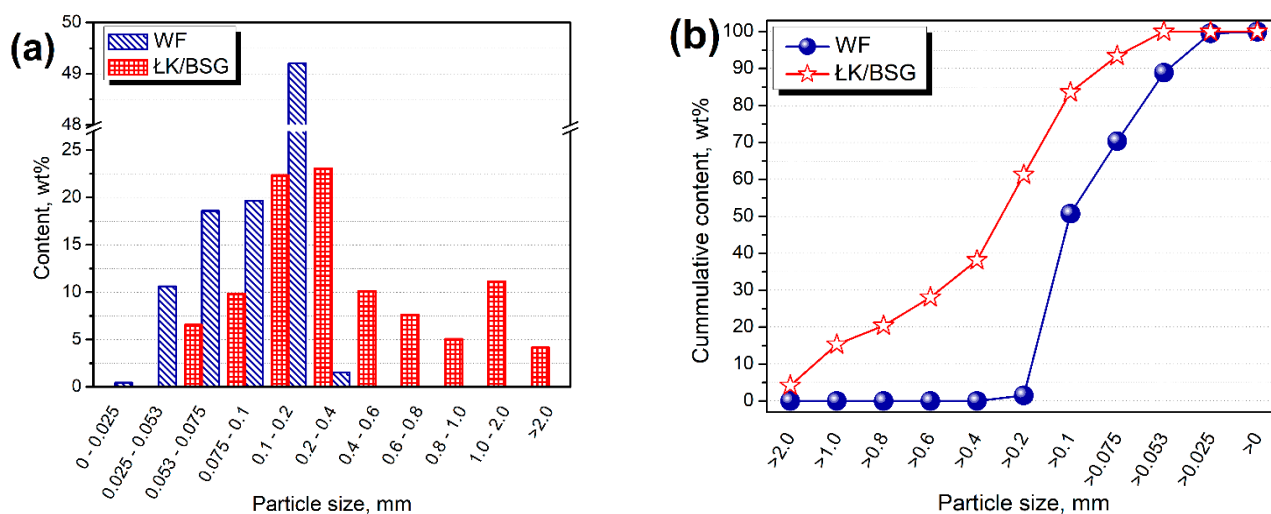 (a)
WF
ŁK/BSG
Content, wt%
50
49
48
25
20
15
10
5
0
0 - 0.025
0.025 - 0.053
0.053 - 0.075
0.075 - 0.1
0.1 - 0.2
0.2 - 0.4
0.4 - 0.6
0.6 - 0.8
0.8 - 1.0
1.0 - 2.0
>2.0
Particle size, mm
(b)
WF
ŁK/BSG
Cummulative content, wt%
100
90
80
70
60
50
40
30
20
10
0
>2.0
>1.0
>0.8
>0.6
>0.4
>0.2
>0.1
>0.075
>0.053
>0.025
>0
Particle size, mm